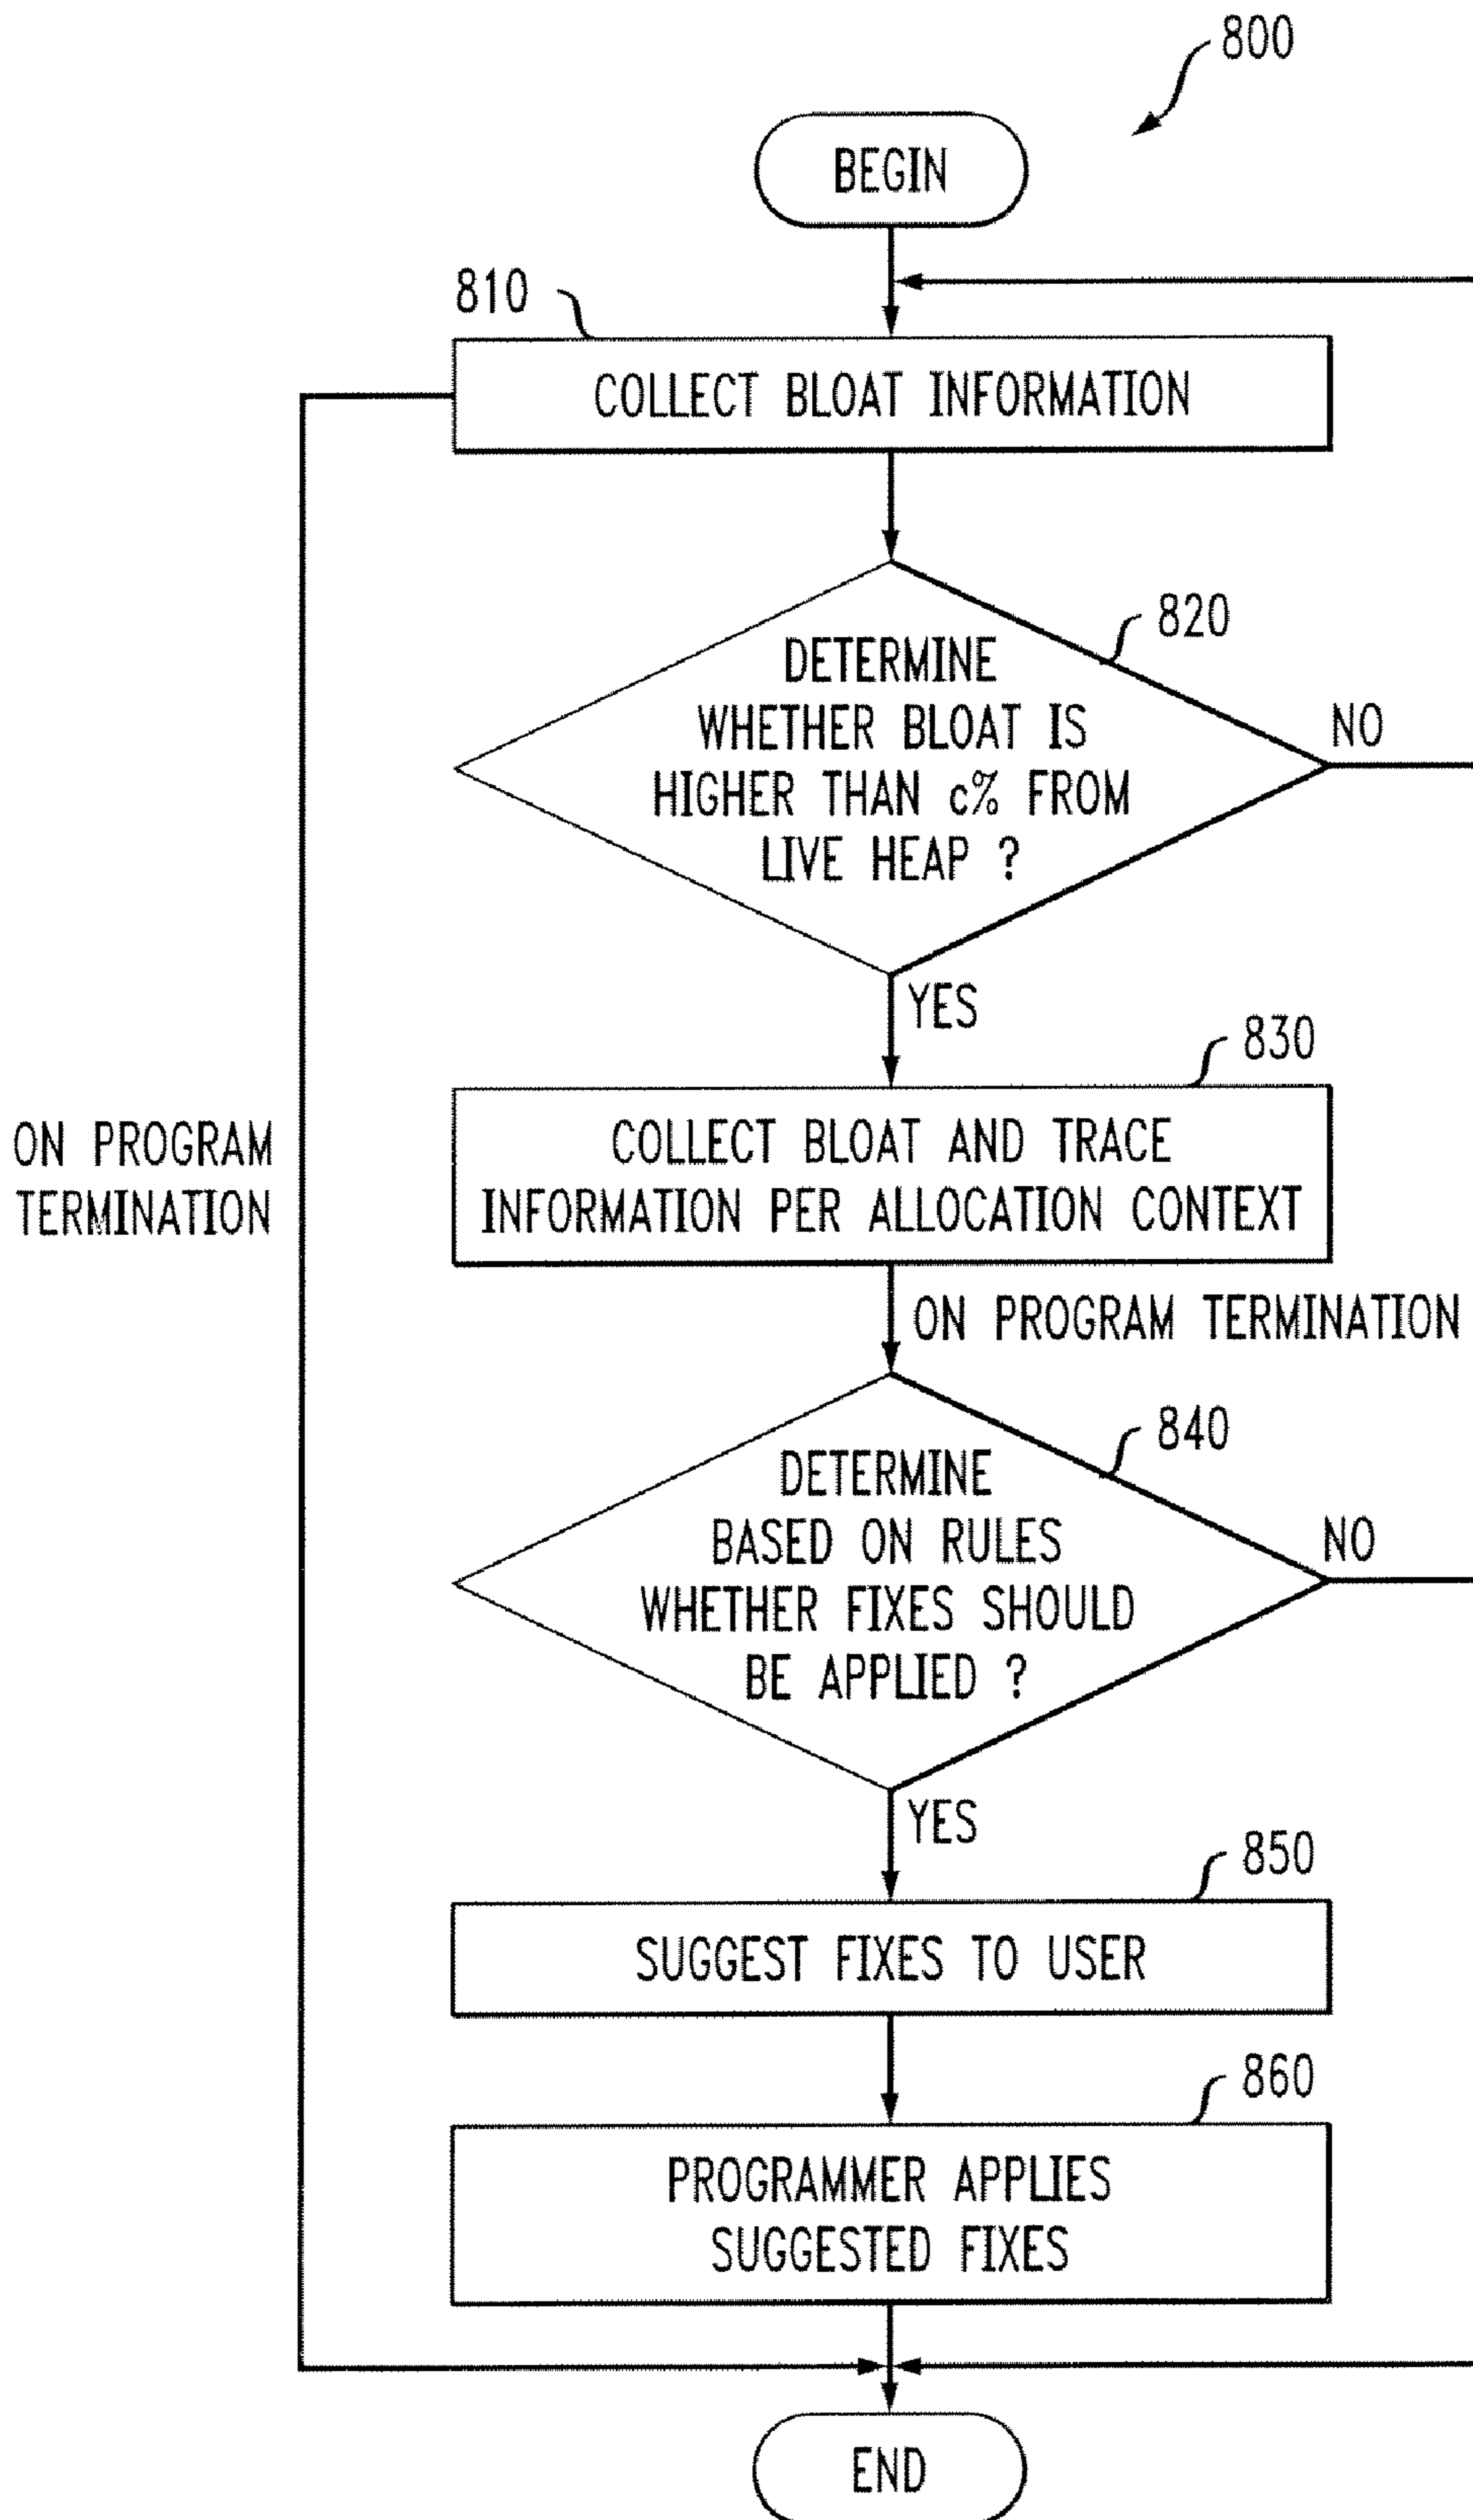 800
BEGIN
810
COLLECT BLOAT INFORMATION
820
DETERMINE
WHETHER BLOAT IS
HIGHER THAN c% FROM
LIVE HEAP ?
NO
YES
830
COLLECT BLOAT AND TRACE
INFORMATION PER ALLOCATION CONTEXT
ON PROGRAM
TERMINATION
ON PROGRAM TERMINATION
840
DETERMINE
BASED ON RULES
WHETHER FIXES SHOULD
BE APPLIED ?
NO
YES
850
SUGGEST FIXES TO USER
860
PROGRAMMER APPLIES
SUGGESTED FIXES
END